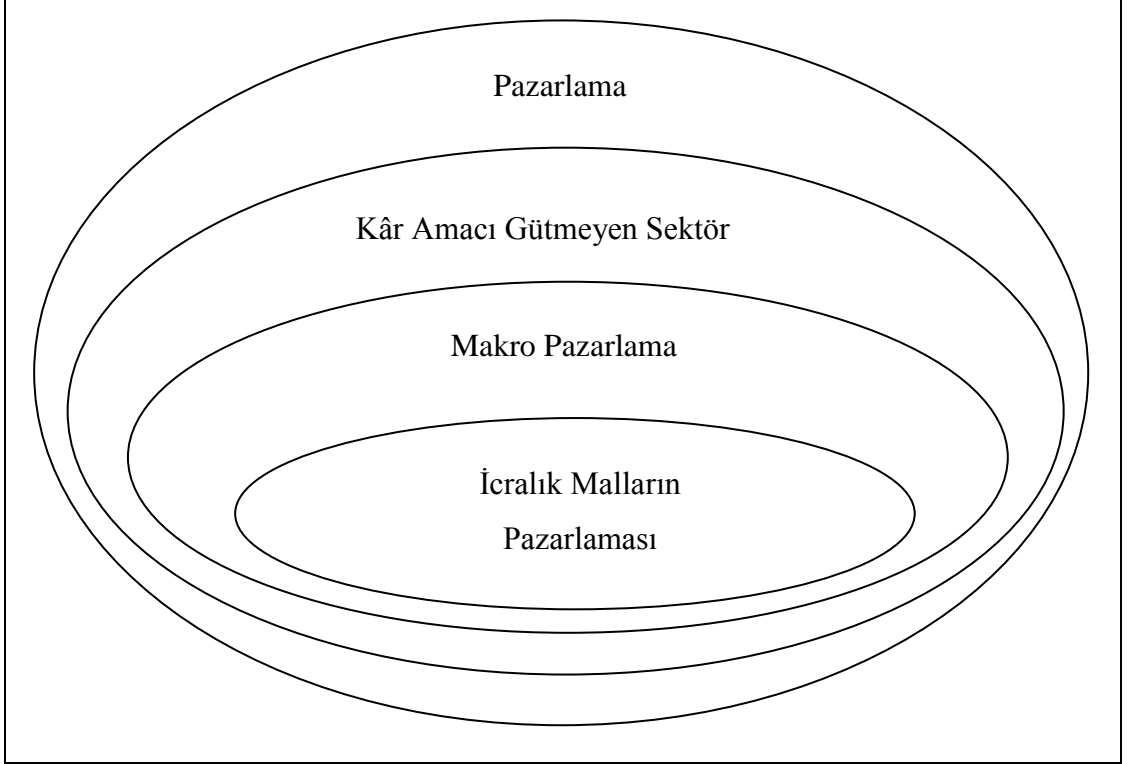 Pazarlama
Kâr Amacı Gütmeyen Sektör
Makro Pazarlama
İcralık Malların
Pazarlaması